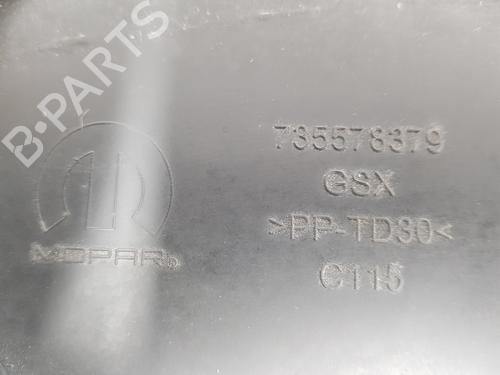 B-PARTS
MOPAR®
735578379
GSX
>PP-TD30<
C115